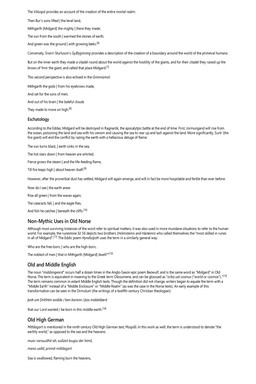 The Völuspá provides an account of the creation of the entire mortal realm:
Then Bur's sons lifted | the level land,
Mithgarth [Midgard] the mighty | there they made;
The sun from the south | warmed the stones of earth,
And green was the ground | with growing leeks.[6]
Conversely, Snorri Sturluson's Gylfaginning provides a description of the creation of a boundary around the world of the primeval humans:
But on the inner earth they made a citadel round about the world against the hostility of the giants, and for their citadel they raised up the
brows of Ymir the giant, and called that place Midgard.[7]
This second perspective is also echoed in the Grímnismál:
Mithgarth the gods | from his eyebrows made,
And set for the sons of men;
And out of his brain | the baleful clouds
They made to move on high.[8]
Eschatology
According to the Eddas, Midgard will be destroyed in Ragnarök, the apocalyptic battle at the end of time. First, Jörmungandr will rise from
the ocean, poisoning the land and sea with his venom and causing the sea to rear up and lash against the land. More significantly, Surtr (the
fire giant) will end the conflict by razing the earth with a hellacious deluge of flame:
The sun turns black, | earth sinks in the sea,
The hot stars down | from heaven are whirled;
Fierce grows the steam | and the life-feeding flame,
Till fire leaps high | about heaven itself.[9]
However, after the proverbial dust has settled, Midgard will again emerge, and will in fact be more hospitable and fertile than ever before:
Now do I see | the earth anew
Rise all green | from the waves again;
The cataracts fall, | and the eagle flies,
And fish he catches | beneath the cliffs.[10]
Non-Mythic Uses in Old Norse
Although most surviving instances of the word refer to spiritual matters, it was also used in more mundane situations to refer to the human
world. For example, the runestone Sö 56 depicts two brothers (Hróðsteinn and Hásteinn) who called themselves the "most skilled in runes
in all of Midgard".[11] The Eddic poem Hyndluljóð uses the term in a similarly general way:
Who are the free-born, | who are the high-born,
The noblest of men | that in Mithgarth [Midgard] dwell?"[12]
Old and Middle English
The noun "middangeard" occurs half a dozen times in the Anglo-Saxon epic poem Beowulf, and is the same word as "Midgard" in Old
Norse. The term is equivalent in meaning to the Greek term Oikoumene, and can be glossed as "orbis vel cosmus ("world or cosmos").[13]
The term remains common in extant Middle English texts. Though the definition did not change, writers began to equate the term with a
"Middle Earth" instead of a "Middle Enclosure" or "Middle Realm" (as was the case in the Norse texts). An early example of this
transformation can be seen in the Ormulum (the writings of a twelfth century Christian theologian):
that our Lord wanted | be born in this middle-earth.[14]
Old High German
Mittilagart is mentioned in the ninth century Old High German text, Muspilli. In this work as well, the term is understood to denote "the
earthly world," as opposed to the sea and the heavens:
muor varsuuilhit sih, suilizot lougiu der himil,
mano uallit, prinnit mittilagart
Sea is swallowed, flaming burn the heavens,